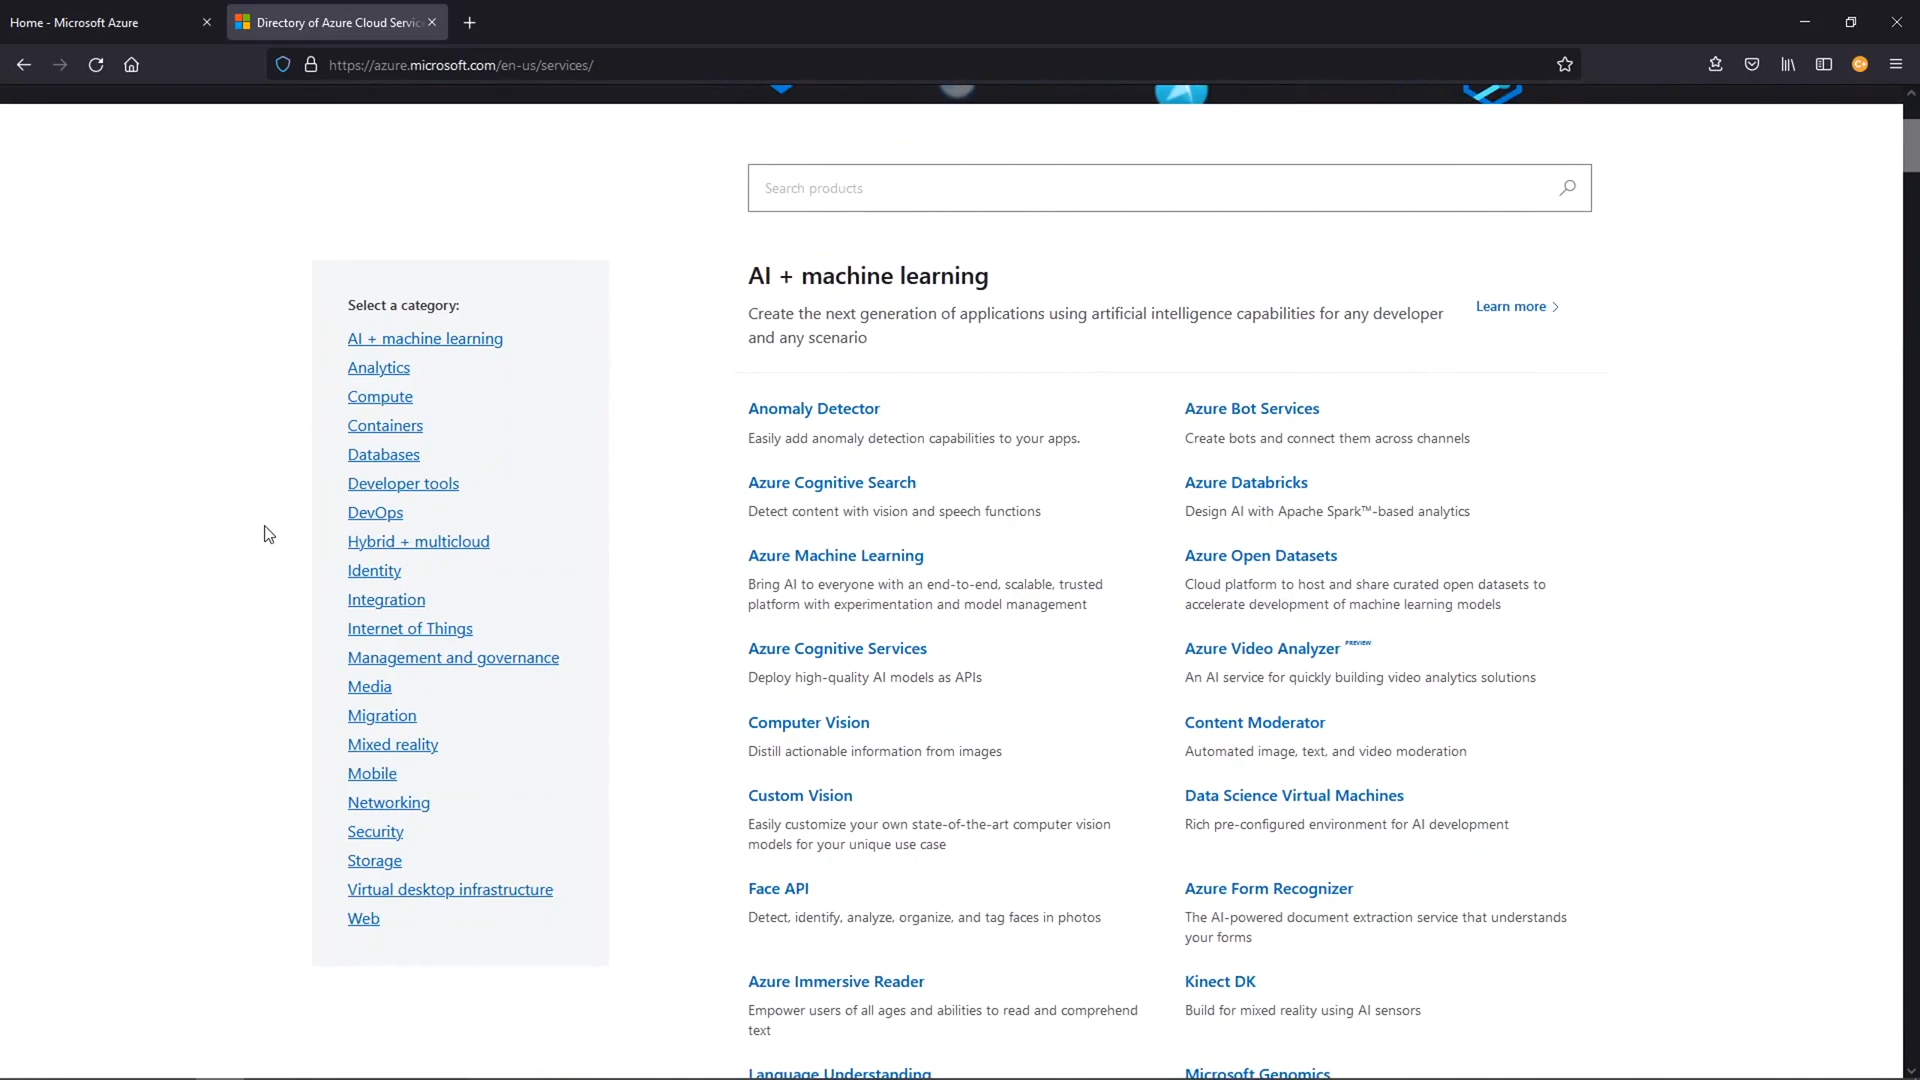 Home - Microsoft Azure
Directory of Azure Cloud Servic
https://azure.microsoft.com/en-us/services/
C+
Search products
Select a category:
AI + machine learning
Analytics
Compute
Containers
Databases
Developer tools
DevOps
Hybrid + multicloud
Identity
Integration
Internet of Things
Management and governance
Media
Migration
Mixed reality
Mobile
Networking
Security
Storage
Virtual desktop infrastructure
Web
AI + machine learning
Create the next generation of applications using artificial intelligence capabilities for any developer
and any scenario
Learn more
Anomaly Detector
Easily add anomaly detection capabilities to your apps.
Azure Bot Services
Create bots and connect them across channels
Azure Cognitive Search
Detect content with vision and speech functions
Azure Databricks
Design AI with Apache Spark™-based analytics
Azure Machine Learning
Bring AI to everyone with an end-to-end, scalable, trusted
platform with experimentation and model management
Azure Open Datasets
Cloud platform to host and share curated open datasets to
accelerate development of machine learning models
Azure Cognitive Services
Deploy high-quality AI models as APIs
Azure Video Analyzer PREVIEW
An AI service for quickly building video analytics solutions
Computer Vision
Distill actionable information from images
Content Moderator
Automated image, text, and video moderation
Custom Vision
Easily customize your own state-of-the-art computer vision
models for your unique use case
Data Science Virtual Machines
Rich pre-configured environment for AI development
Face API
Detect, identify, analyze, organize, and tag faces in photos
Azure Form Recognizer
The AI-powered document extraction service that understands
your forms
Azure Immersive Reader
Empower users of all ages and abilities to read and comprehend
text
Kinect DK
Build for mixed reality using AI sensors
Language Understanding
Microsoft Genomics